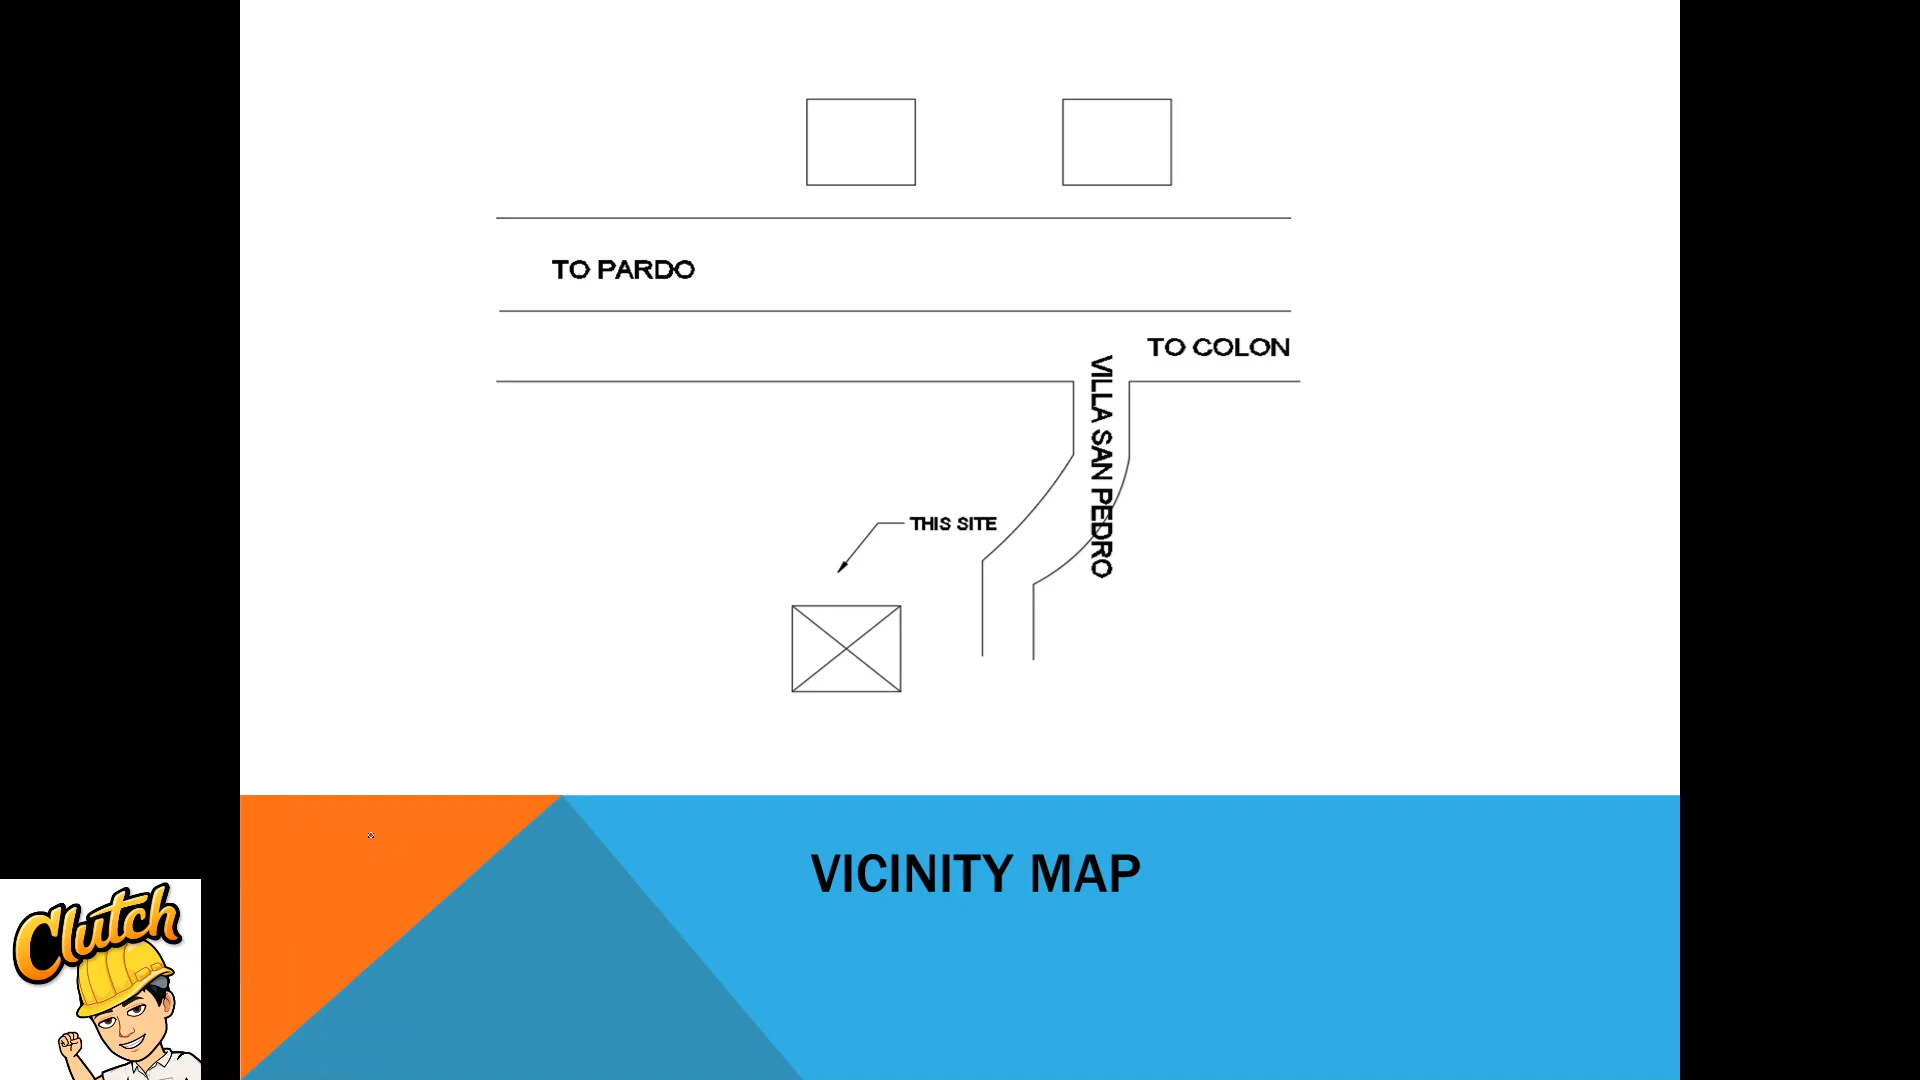 TO PARDO
TO COLON
VILLA SAN PEDRO
THIS SITE
VICINITY MAP
Clutch